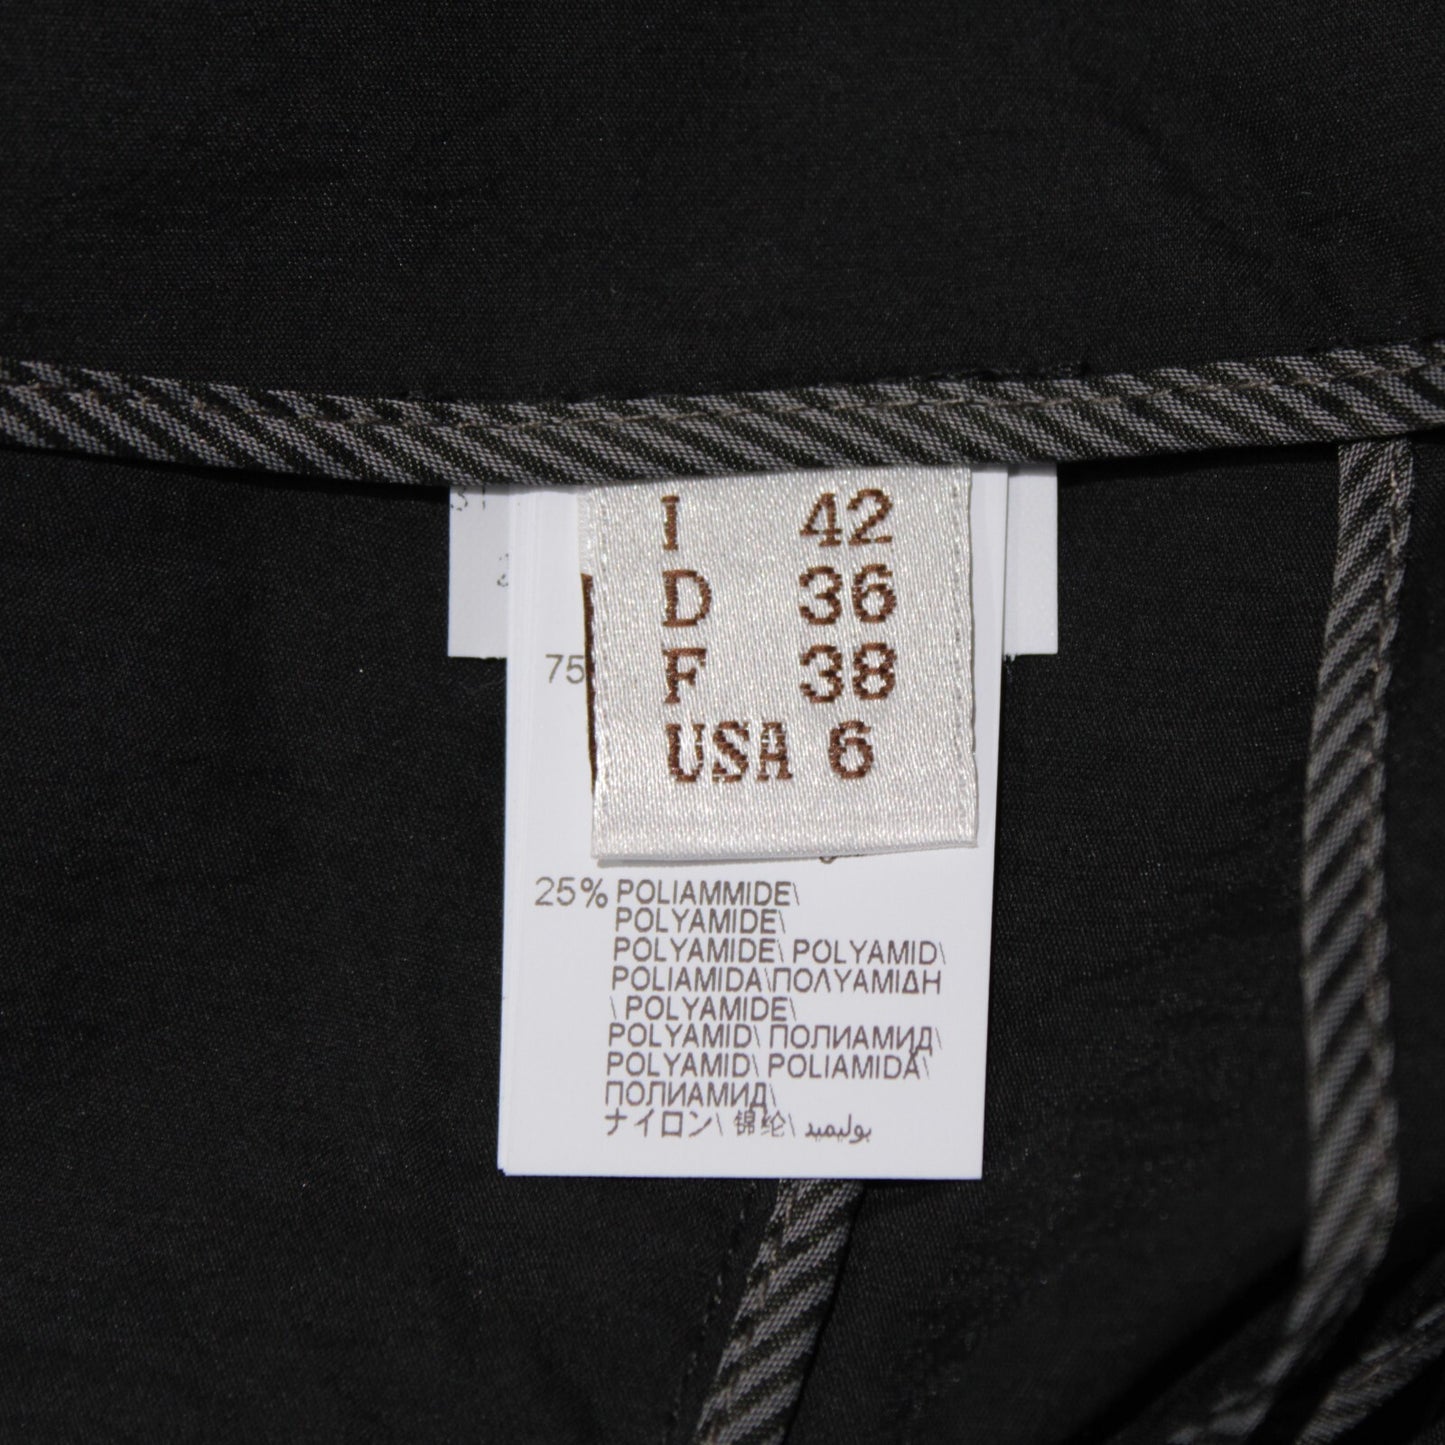 I 42
D 36
F 38
USA 6
75
25% POLIAMMIDE\
POLYAMIDE\
POLYAMIDE\ POLYAMID\
POLIAMIDA\ΠΟΛΥΑΜΙΔΗ
\ POLYAMIDE\
POLYAMID\ ПОЛИАМИД\
POLYAMID\ POLIAMIDA\
ПОЛИАМИД\
ナイロン\ 锦纶\ بوليميد